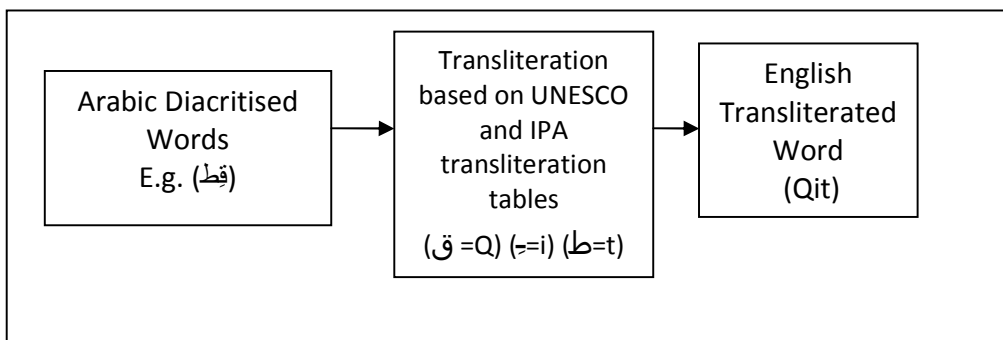 Arabic Diacritised
Words
E.g. (قِط)
Transliteration
based on UNESCO
and IPA
transliteration
tables
(ق =Q) (ـِ=i) (ط=t)
English
Transliterated
Word
(Qit)